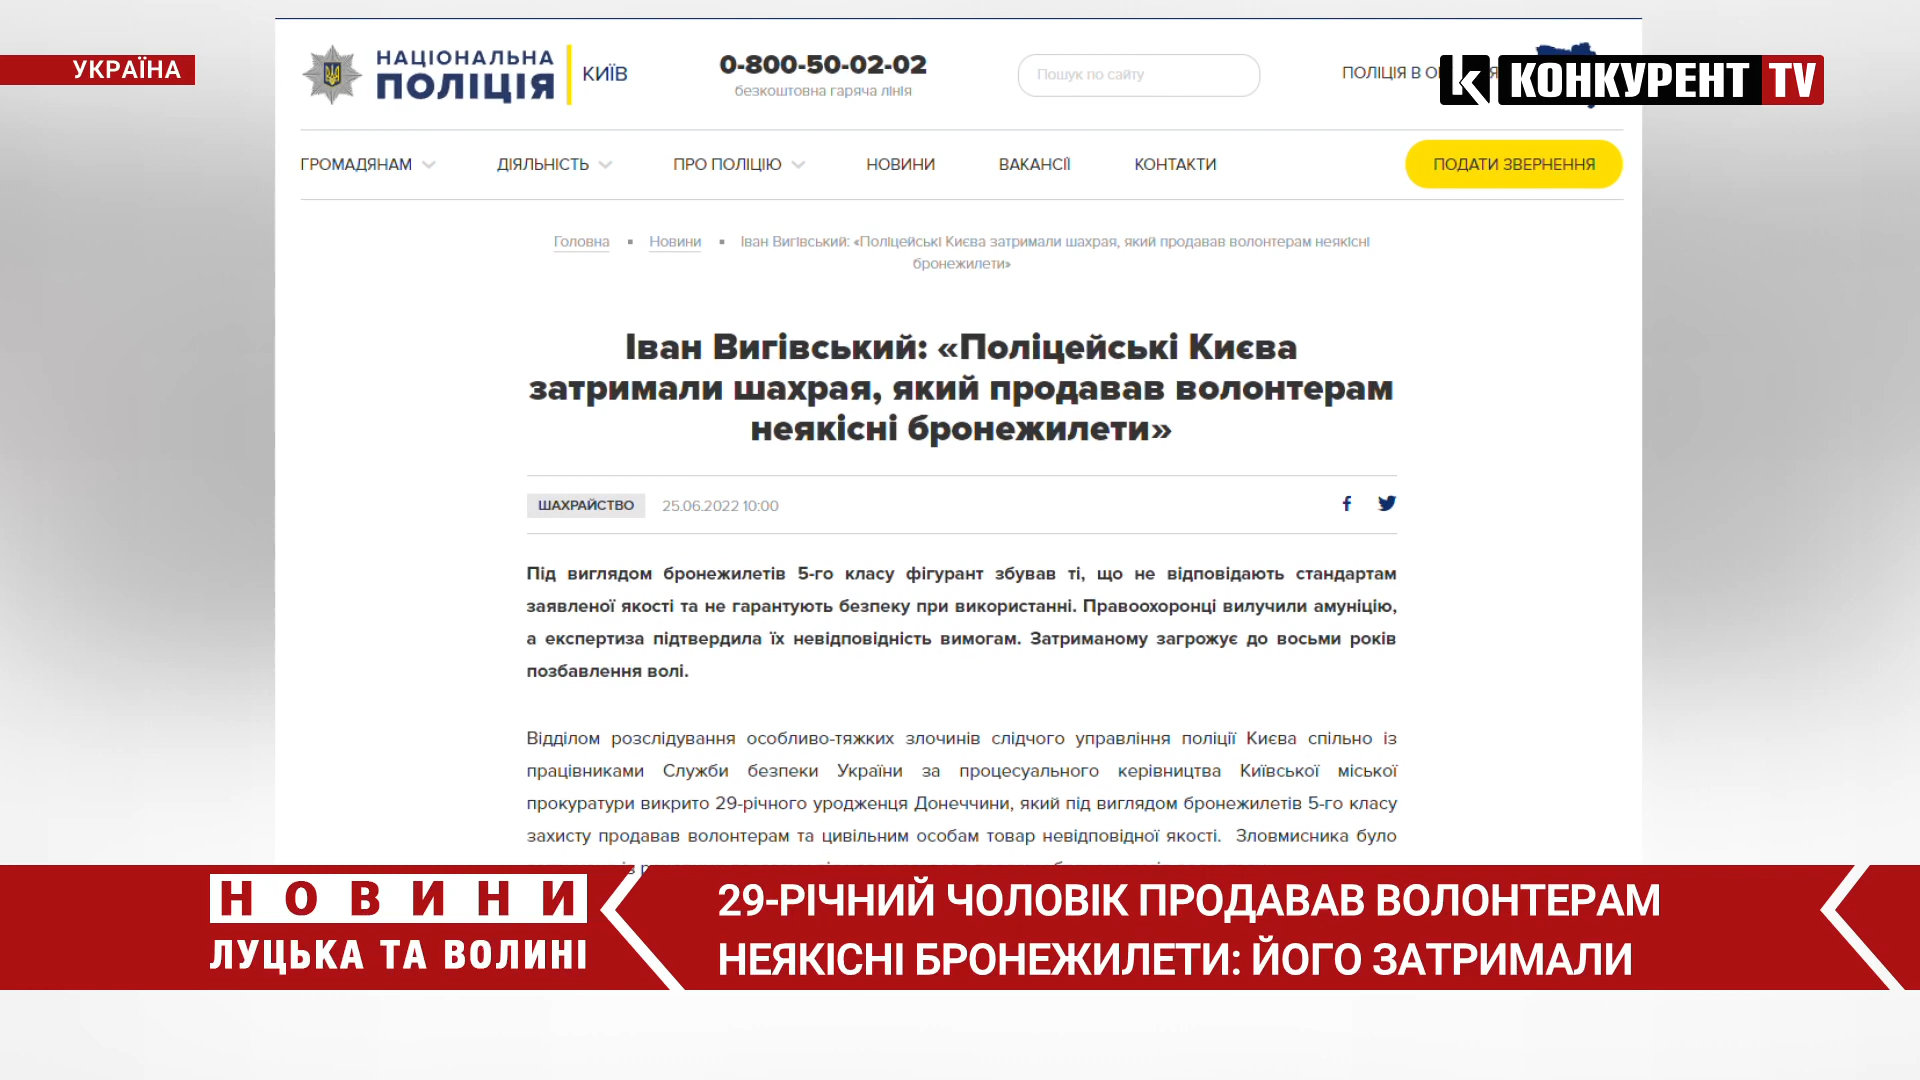 УКРАЇНА
НАЦІОНАЛЬНА
ПОЛІЦІЯ
КИЇВ
0-800-50-02-02
безкоштовна гаряча лінія
Пошук по сайту
ПОЛІЦІЯ В
КОНКУРЕНТ TV
ГРОМАДЯНАМ ДІЯЛЬНІСТЬ ПРО ПОЛІЦІЮ НОВИНИ ВАКАНСІЇ КОНТАКТИ ПОДАТИ ЗВЕРНЕННЯ
Головна ▪ Новини ▪ Іван Вигівський: «Поліцейські Києва затримали шахрая, який продавав волонтерам неякісні
бронежилети»
Іван Вигівський: «Поліцейські Києва
затримали шахрая, який продавав волонтерам
неякісні бронежилети»
ШАХРАЙСТВО 25.06.2022 10:00
Під виглядом бронежилетів 5-го класу фігурант збував ті, що не відповідають стандартам
заявленої якості та не гарантують безпеку при використанні. Правоохоронці вилучили амуніцію,
а експертиза підтвердила їх невідповідність вимогам. Затриманому загрожує до восьми років
позбавлення волі.
Відділом розслідування особливо-тяжких злочинів слідчого управління поліції Києва спільно із
працівниками Служби безпеки України за процесуального керівництва Київської міської
прокуратури викрито 29-річного уродженця Донеччини, який під виглядом бронежилетів 5-го класу
захисту продавав волонтерам та цивільним особам товар невідповідної якості. Зловмисника було
НОВИНИ
ЛУЦЬКА ТА ВОЛИНІ
29-РІЧНИЙ ЧОЛОВІК ПРОДАВАВ ВОЛОНТЕРАМ
НЕЯКІСНІ БРОНЕЖИЛЕТИ: ЙОГО ЗАТРИМАЛИ